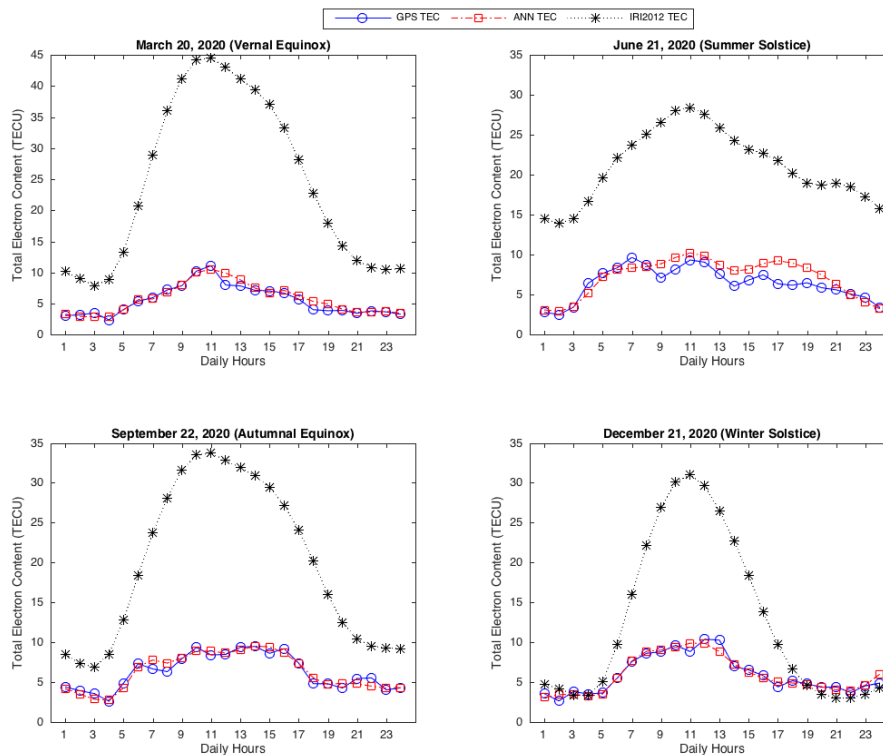 GPS TEC ANN TEC IRI2012 TEC
March 20, 2020 (Vernal Equinox)
Total Electron Content (TECU)
45
40
35
30
25
20
15
10
5
0
1 3 5 7 9 11 13 15 17 19 21 23
Daily Hours
June 21, 2020 (Summer Solstice)
Total Electron Content (TECU)
35
30
25
20
15
10
5
0
1 3 5 7 9 11 13 15 17 19 21 23
Daily Hours
September 22, 2020 (Autumnal Equinox)
Total Electron Content (TECU)
35
30
25
20
15
10
5
0
1 3 5 7 9 11 13 15 17 19 21 23
Daily Hours
December 21, 2020 (Winter Solstice)
Total Electron Content (TECU)
35
30
25
20
15
10
5
0
1 3 5 7 9 11 13 15 17 19 21 23
Daily Hours